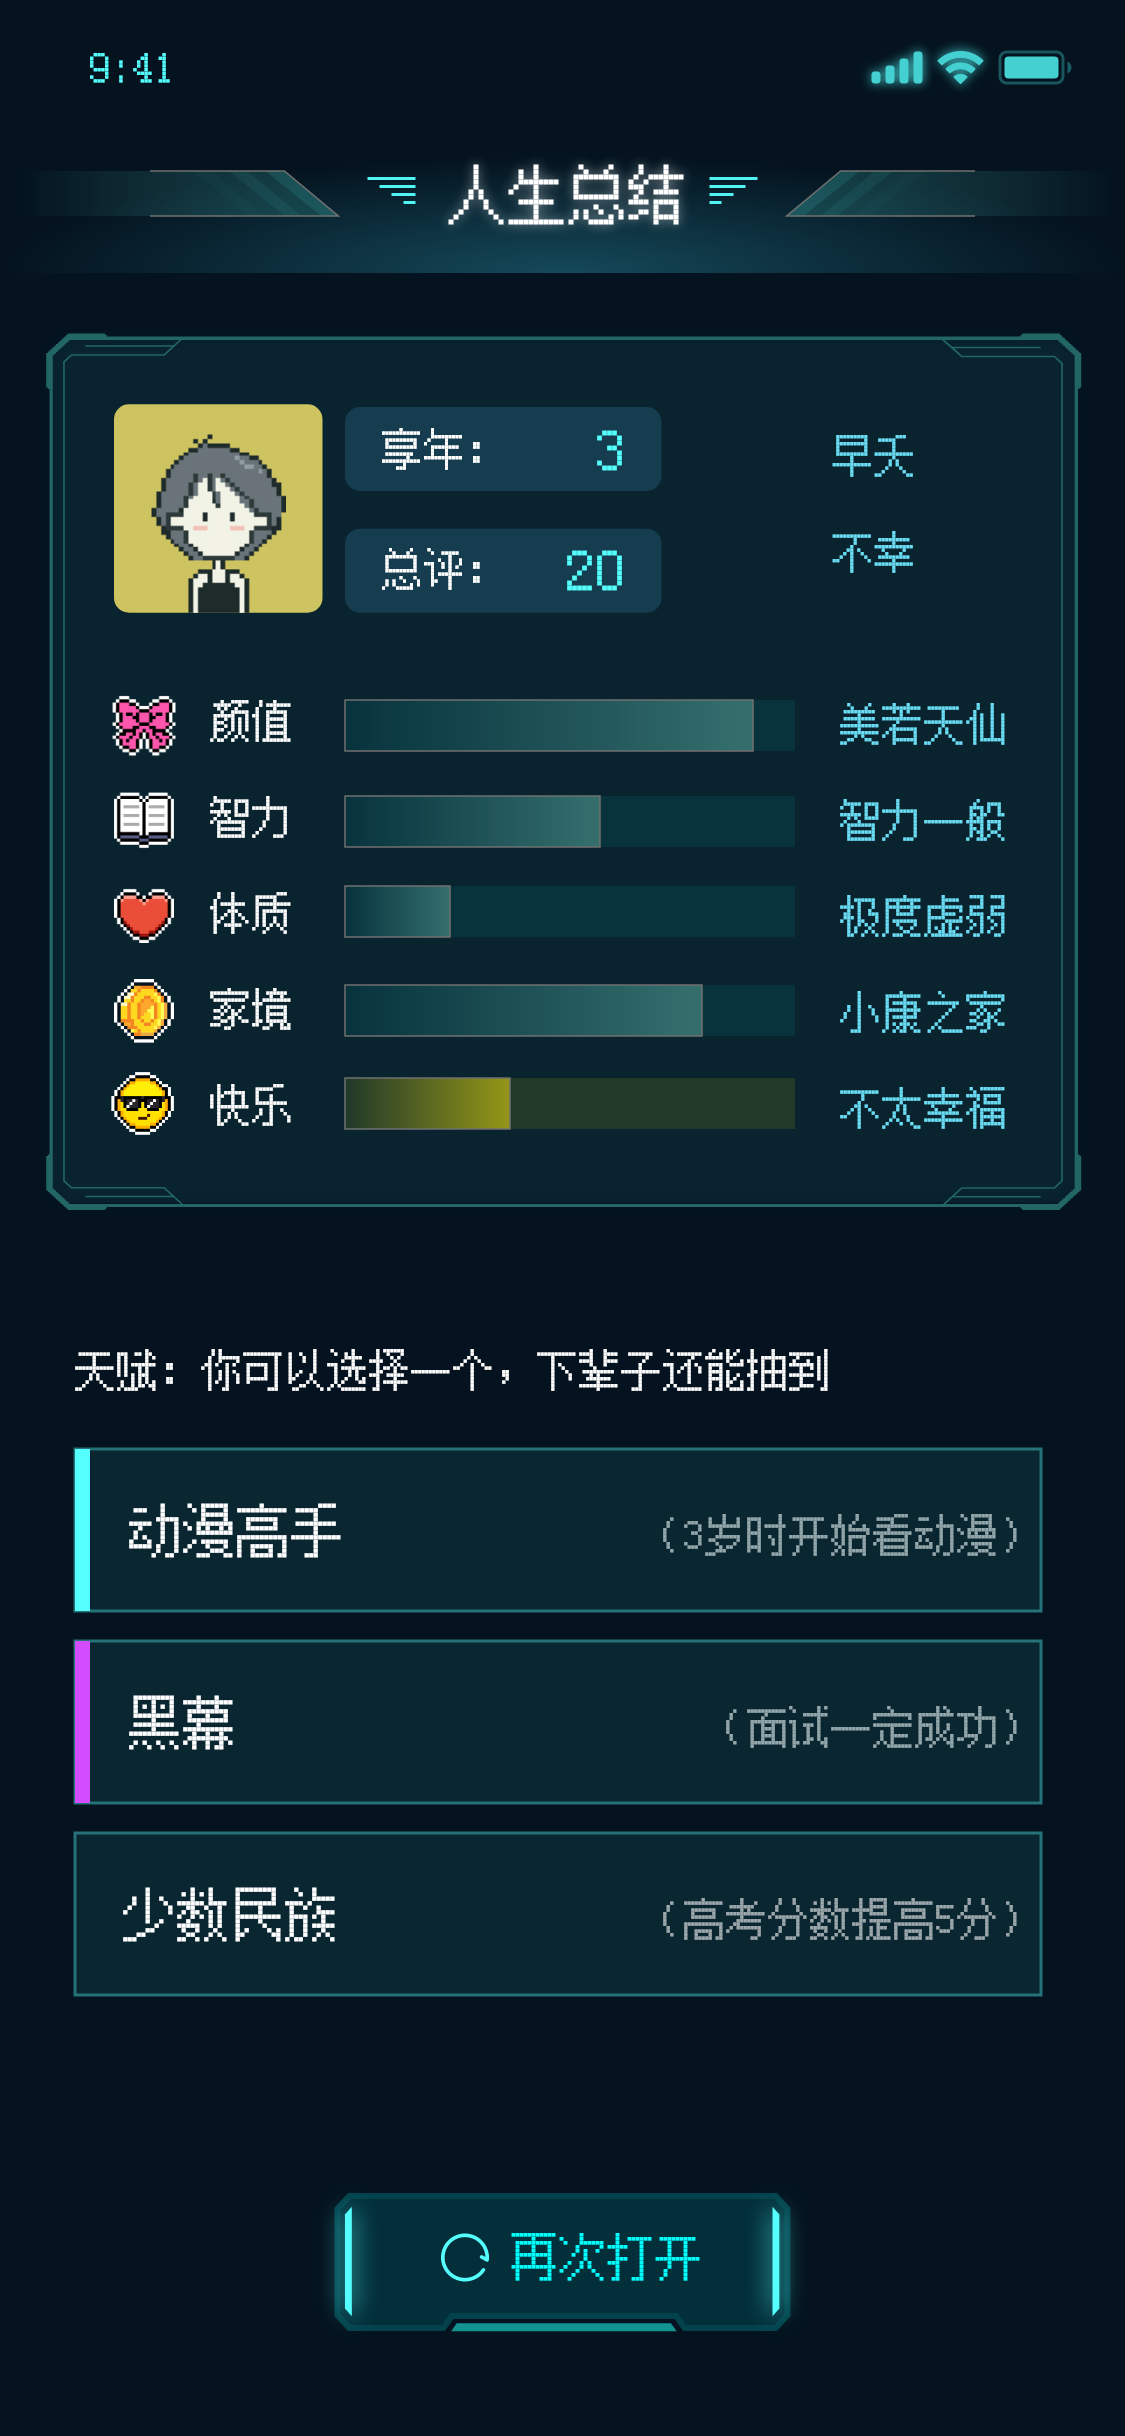 9:41
人生总结
享年: 3 早夭
总评: 20 不幸
颜值 美若天仙
智力 智力一般
体质 极度虚弱
家境 小康之家
快乐 不太幸福
天赋: 你可以选择一个，下辈子还能抽到
动漫高手 (3岁时开始看动漫)
黑幕 (面试一定成功)
少数民族 (高考分数提高5分)
再次打开